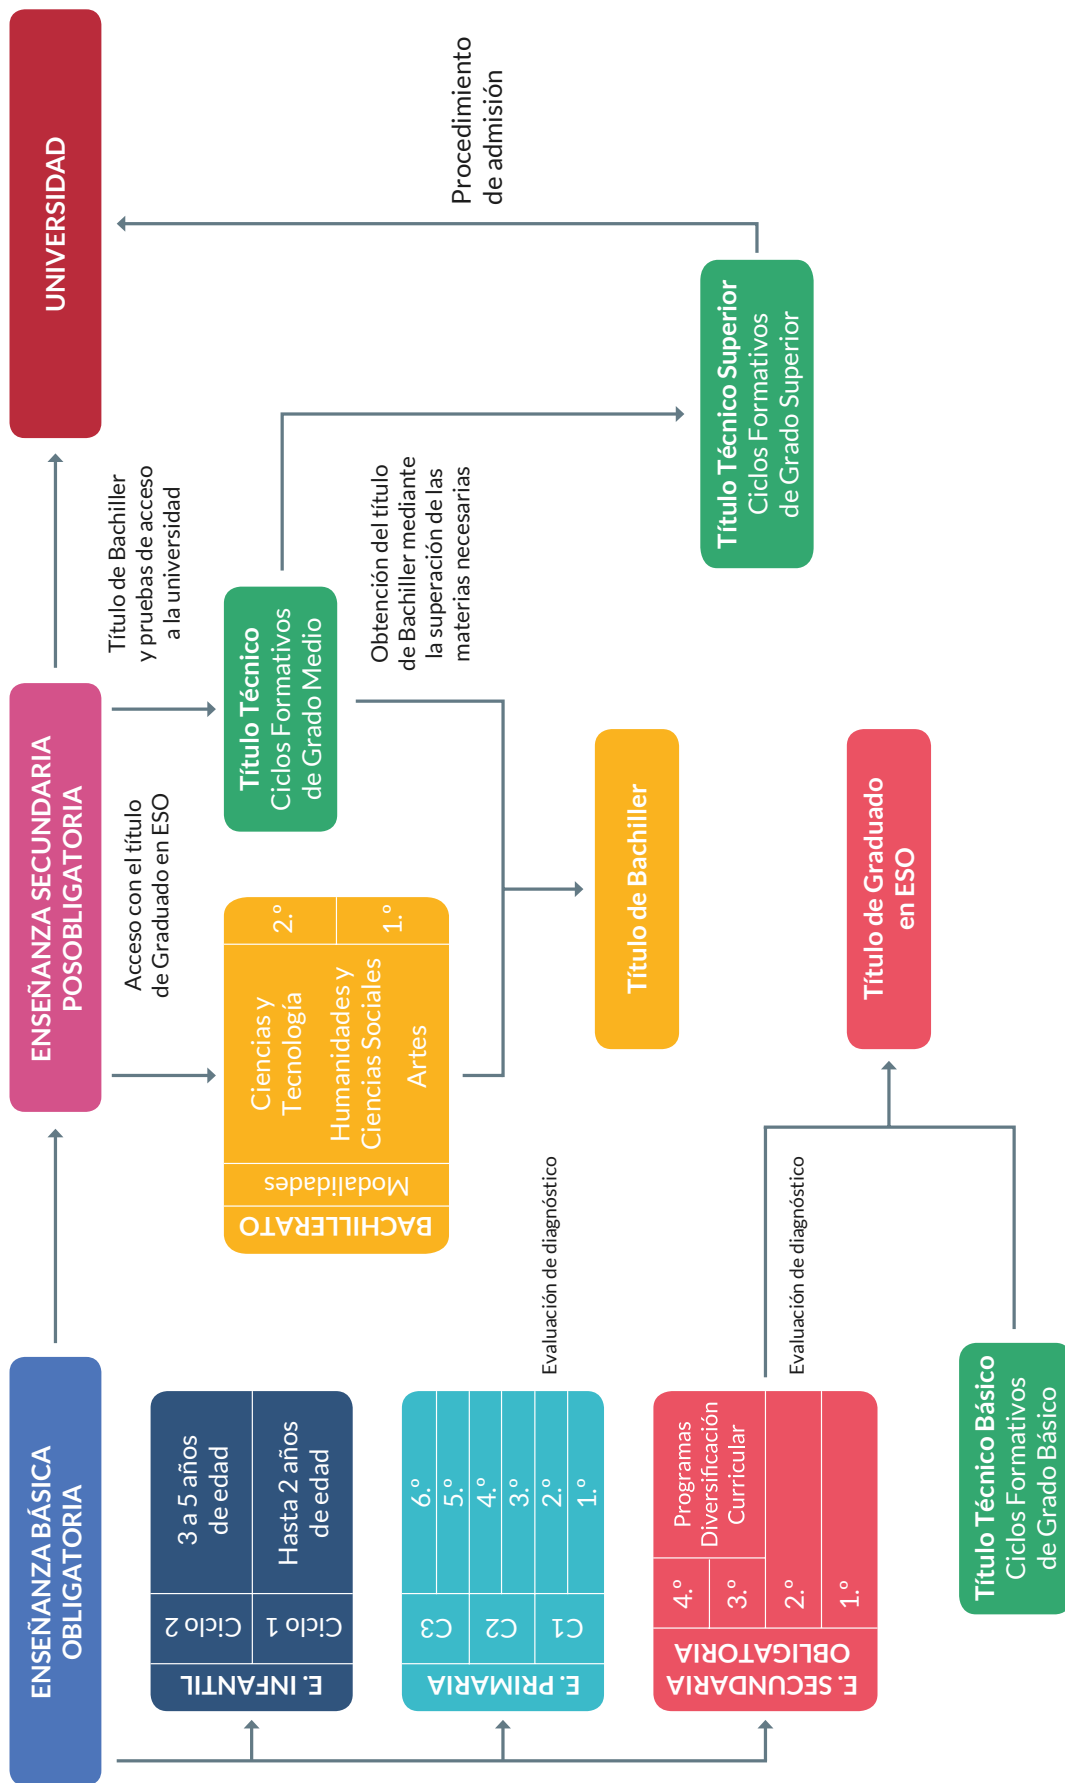 ENSEÑANZA BÁSICA
OBLIGATORIA
E. INFANTIL
Ciclo 2
3 a 5 años
de edad
Ciclo 1
Hasta 2 años
de edad
E. PRIMARIA
C3
6.º
5.º
C2
4.º
3.º
C1
2.º
1.º
Evaluación de diagnóstico
E. SECUNDARIA
OBLIGATORIA
4.º
3.º
Programas
Diversificación
Curricular
2.º
1.º
Evaluación de diagnóstico
Título Técnico Básico
Ciclos Formativos
de Grado Básico
Título de Graduado
en ESO
ENSEÑANZA SECUNDARIA
POSOBLIGATORIA
Acceso con el título
de Graduado en ESO
BACHILLERATO
Modalidades
Ciencias y
Tecnología
Humanidades y
Ciencias Sociales
Artes
2.º
1.º
Título Técnico
Ciclos Formativos
de Grado Medio
Obtención del título
de Bachiller mediante
la superación de las
materias necesarias
Título de Bachiller
Título de Bachiller
y pruebas de acceso
a la universidad
UNIVERSIDAD
Procedimiento
de admisión
Título Técnico Superior
Ciclos Formativos
de Grado Superior